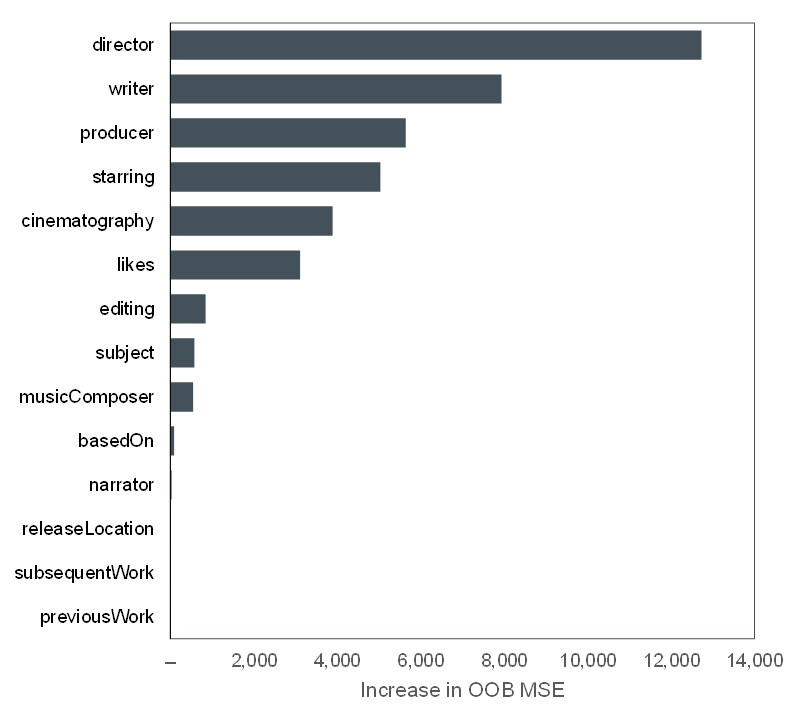 director
writer
producer
starring
cinematography
likes
editing
subject
musicComposer
basedOn
narrator
releaseLocation
subsequentWork
previousWork
– 2,000 4,000 6,000 8,000 10,000 12,000 14,000
Increase in OOB MSE